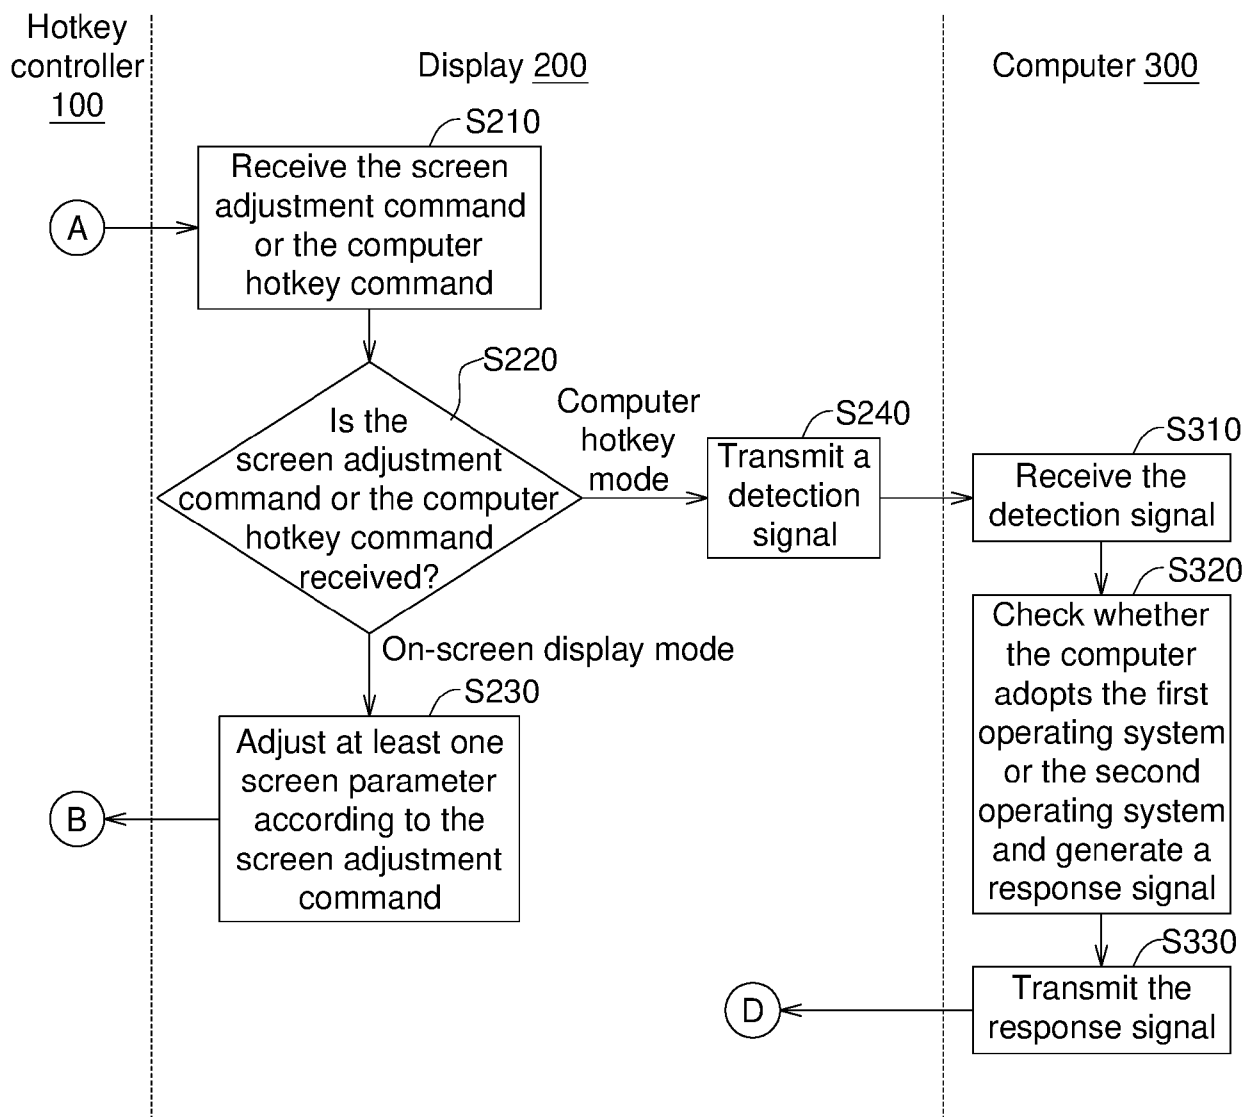 Hotkey
controller
100
Display 200
Computer 300
S210
Receive the screen
adjustment command
or the computer
hotkey command
A
S220
Is the
screen adjustment
command or the computer
hotkey command
received?
Computer
hotkey
mode
S240
Transmit a
detection
signal
S310
Receive the
detection signal
S320
Check whether
the computer
adopts the first
operating system
or the second
operating system
and generate a
response signal
On-screen display mode
S230
Adjust at least one
screen parameter
according to the
screen adjustment
command
B
S330
Transmit the
response signal
D